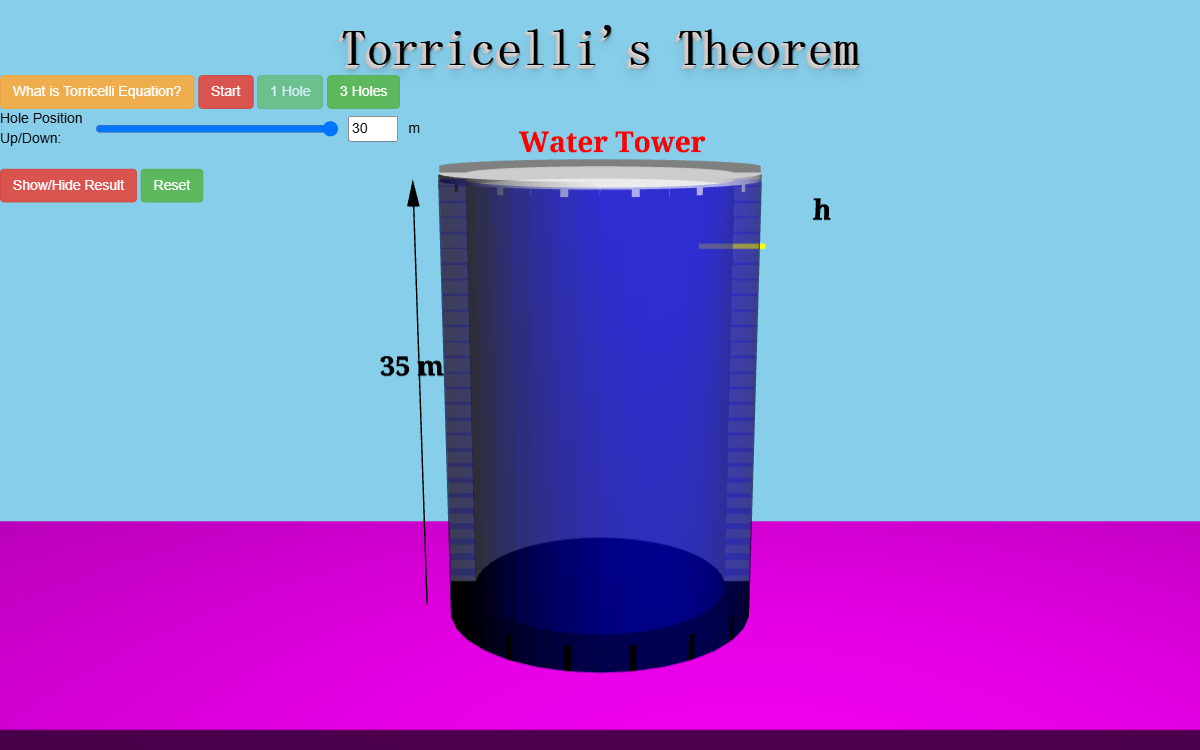 Torricelli's Theorem
What is Torricelli Equation? Start 1 Hole 3 Holes
Hole Position
Up/Down:
30 m
Water Tower
Show/Hide Result Reset
h
35 m